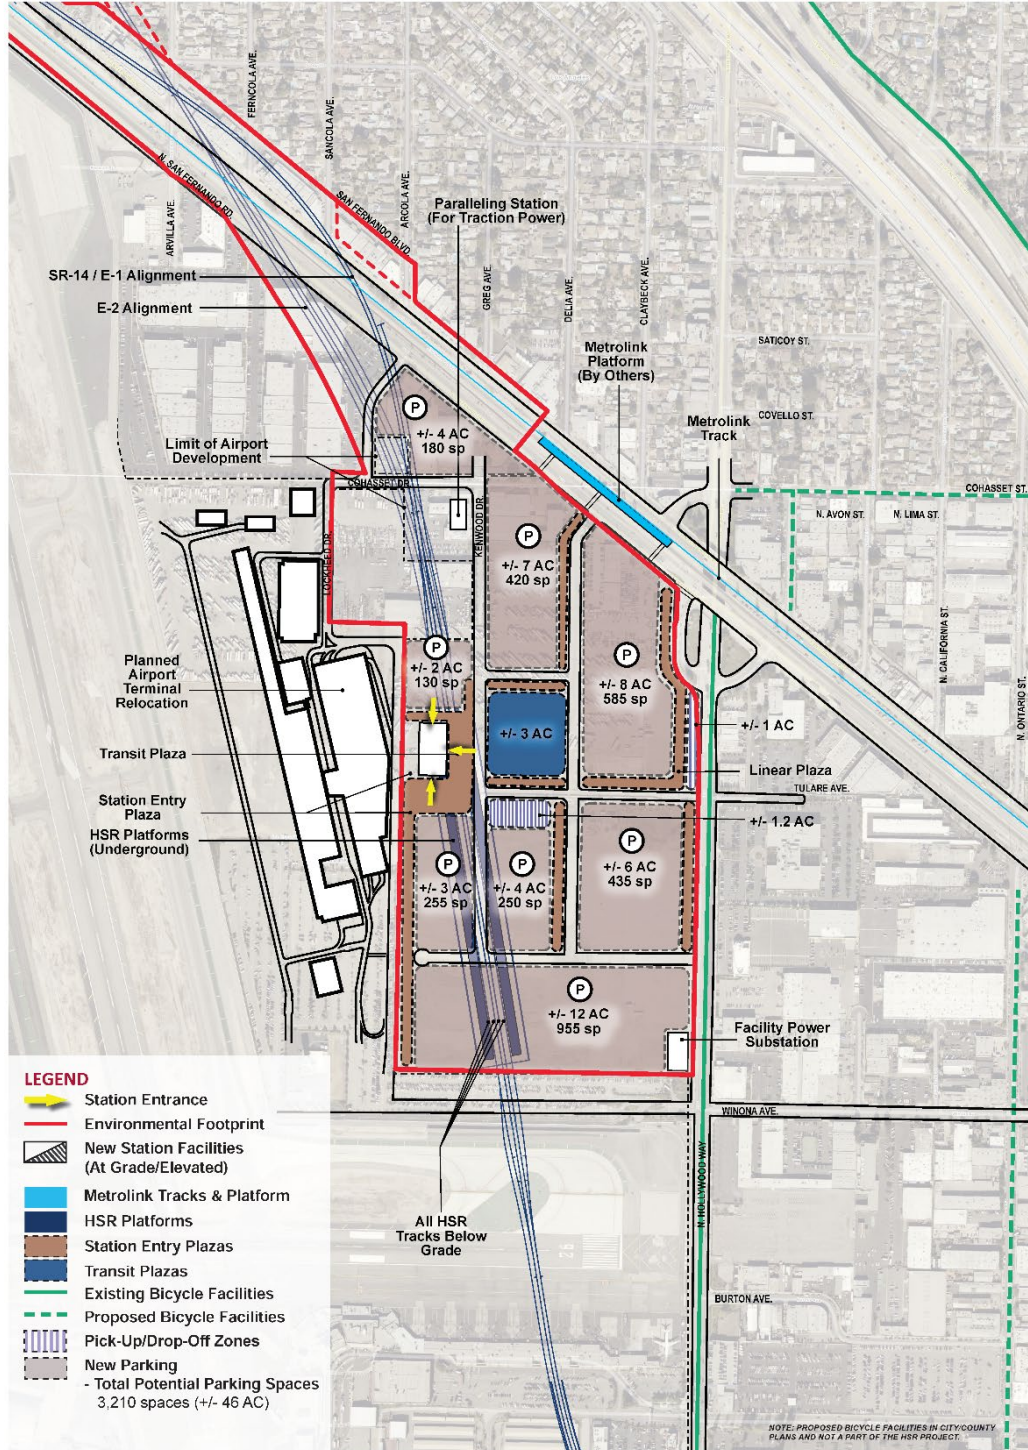 FERNCOLA AVE.
SANCOLA AVE.
ARCOLA AVE.
N. SAN FERNANDO RD.
SAN FERNANDO BLVD.
ARVILLA AVE.
Paralleling Station
(For Traction Power)
SR-14 / E-1 Alignment
E-2 Alignment
GREG AVE.
DELIA AVE.
CLAYBECK AVE.
SATICOY ST.
Metrolink
Platform
(By Others)
COVELLO ST.
Metrolink
Track
P
+/- 4 AC
180 sp
Limit of Airport
Development
COHASSET DR.
COHASSET ST.
N. AVON ST.
N. LIMA ST.
KENWOOD DR.
LOCKHEED DR.
P
+/- 7 AC
420 sp
N. CALIFORNIA ST.
N. ONTARIO ST.
P
+/- 2 AC
130 sp
P
+/- 8 AC
585 sp
Planned
Airport
Terminal
Relocation
+/- 3 AC
+/- 1 AC
Transit Plaza
Linear Plaza
TULARE AVE.
Station Entry
Plaza
+/- 1.2 AC
HSR Platforms
(Underground)
P
+/- 3 AC
255 sp
P
+/- 4 AC
250 sp
P
+/- 6 AC
435 sp
P
+/- 12 AC
955 sp
Facility Power
Substation
WINONA AVE.
N. HOLLYWOOD WAY
All HSR
Tracks Below
Grade
BURTON AVE.
LEGEND
Station Entrance
Environmental Footprint
New Station Facilities
(At Grade/Elevated)
Metrolink Tracks & Platform
HSR Platforms
Station Entry Plazas
Transit Plazas
Existing Bicycle Facilities
Proposed Bicycle Facilities
Pick-Up/Drop-Off Zones
New Parking
- Total Potential Parking Spaces
3,210 spaces (+/- 46 AC)
NOTE: PROPOSED BICYCLE FACILITIES IN CITY/COUNTY
PLANS AND NOT A PART OF THE HSR PROJECT.